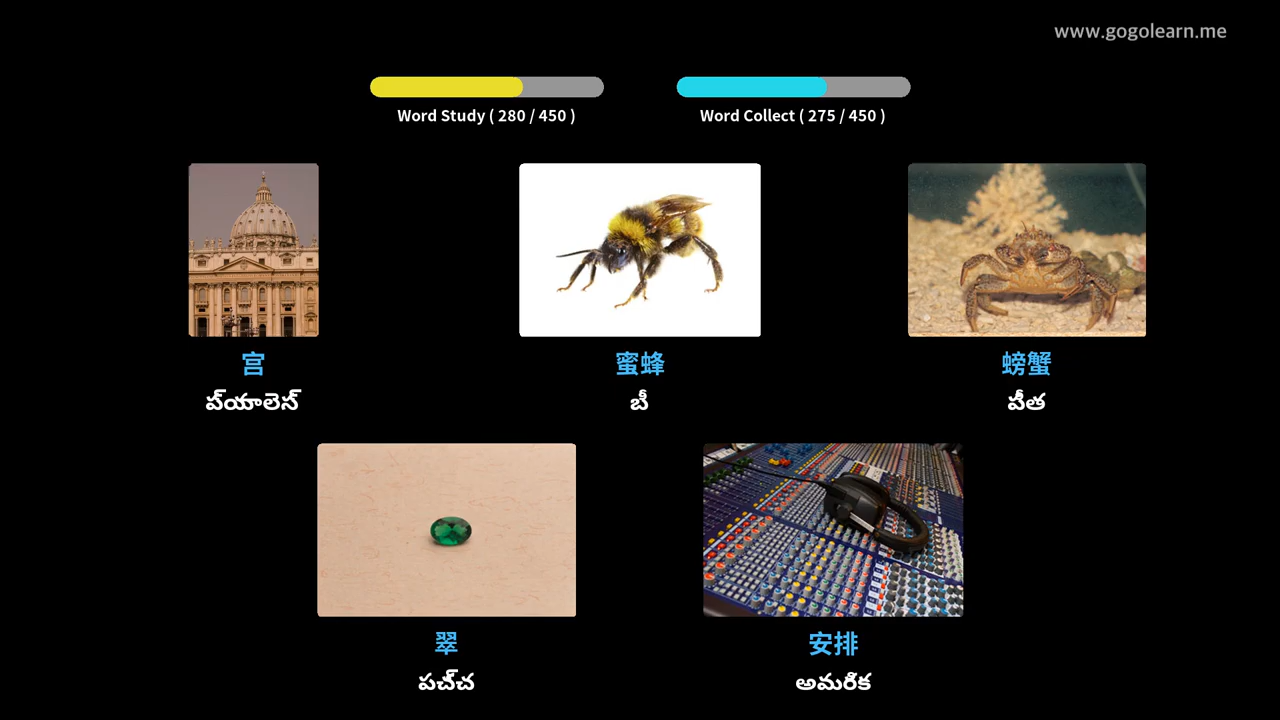 www.gogolearn.me
Word Study ( 280 / 450 )
Word Collect ( 275 / 450 )
宫
ప్యాలెస్
蜜蜂
బీ
螃蟹
పీత
翠
పచ్చ
安排
అమరిక